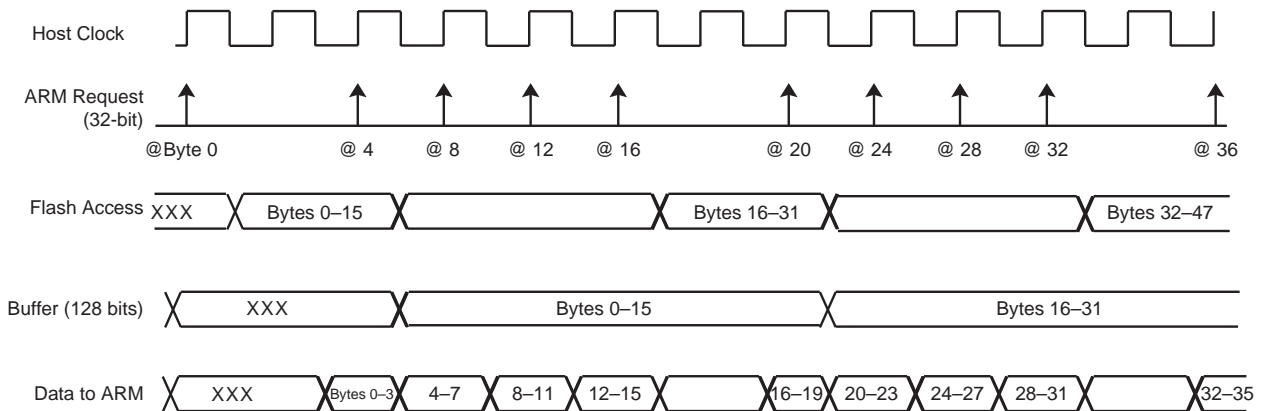 Host Clock
ARM Request
(32-bit)
@Byte 0 @ 4 @ 8 @ 12 @ 16 @ 20 @ 24 @ 28 @ 32 @ 36
Flash Access XXX Bytes 0–15 Bytes 16–31 Bytes 32–47
Buffer (128 bits) XXX Bytes 0–15 Bytes 16–31
Data to ARM XXX Bytes 0–3 4–7 8–11 12–15 16–19 20–23 24–27 28–31 32–35